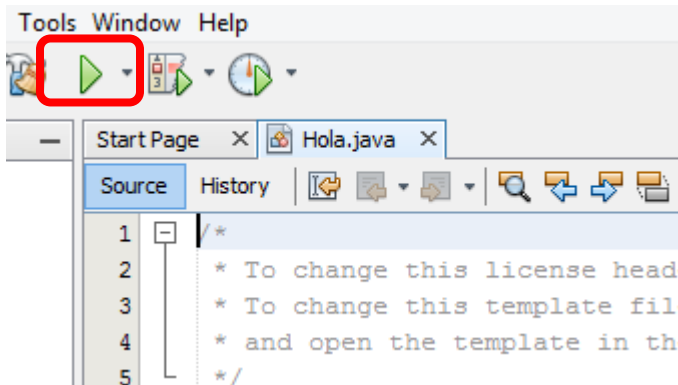 Tools Window Help
Start Page Hola.java
Source History
1 /*
2 * To change this license head
3 * To change this template fil
4 * and open the template in th
5 */